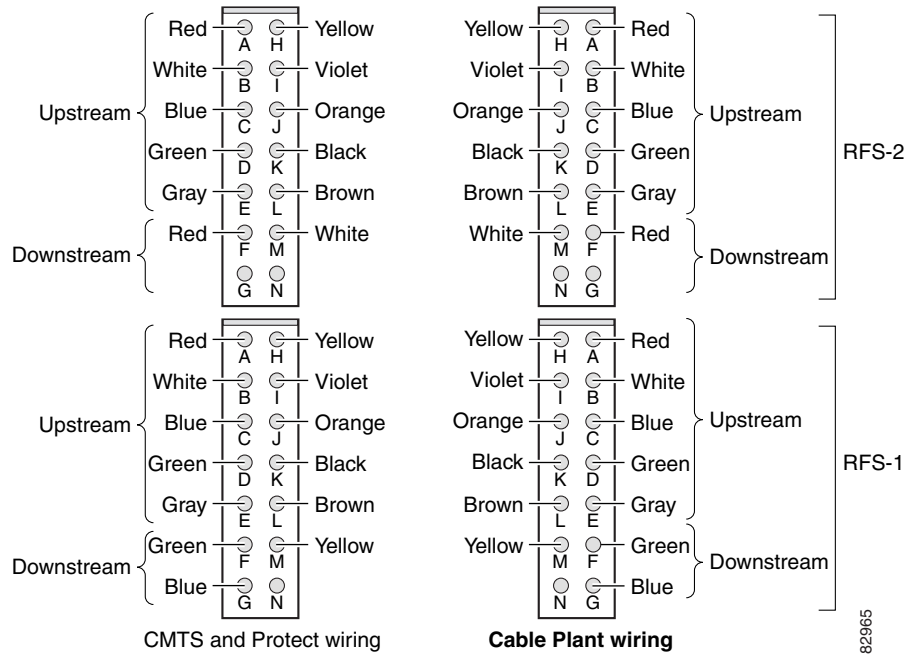 Red A H Yellow Yellow H A Red
White B I Violet Violet I B White
Upstream Blue C J Orange Orange J C Blue Upstream
Green D K Black Black K D Green RFS-2
Gray E L Brown Brown L E Gray
Red F M White White M F Red
Downstream G N N G Downstream
Red A H Yellow Yellow H A Red
White B I Violet Violet I B White
Upstream Blue C J Orange Orange J C Blue Upstream
Green D K Black Black K D Green RFS-1
Gray E L Brown Brown L E Gray
Green F M Yellow Yellow M F Green
Downstream Downstream
Blue G N N G Blue
CMTS and Protect wiring Cable Plant wiring
82965